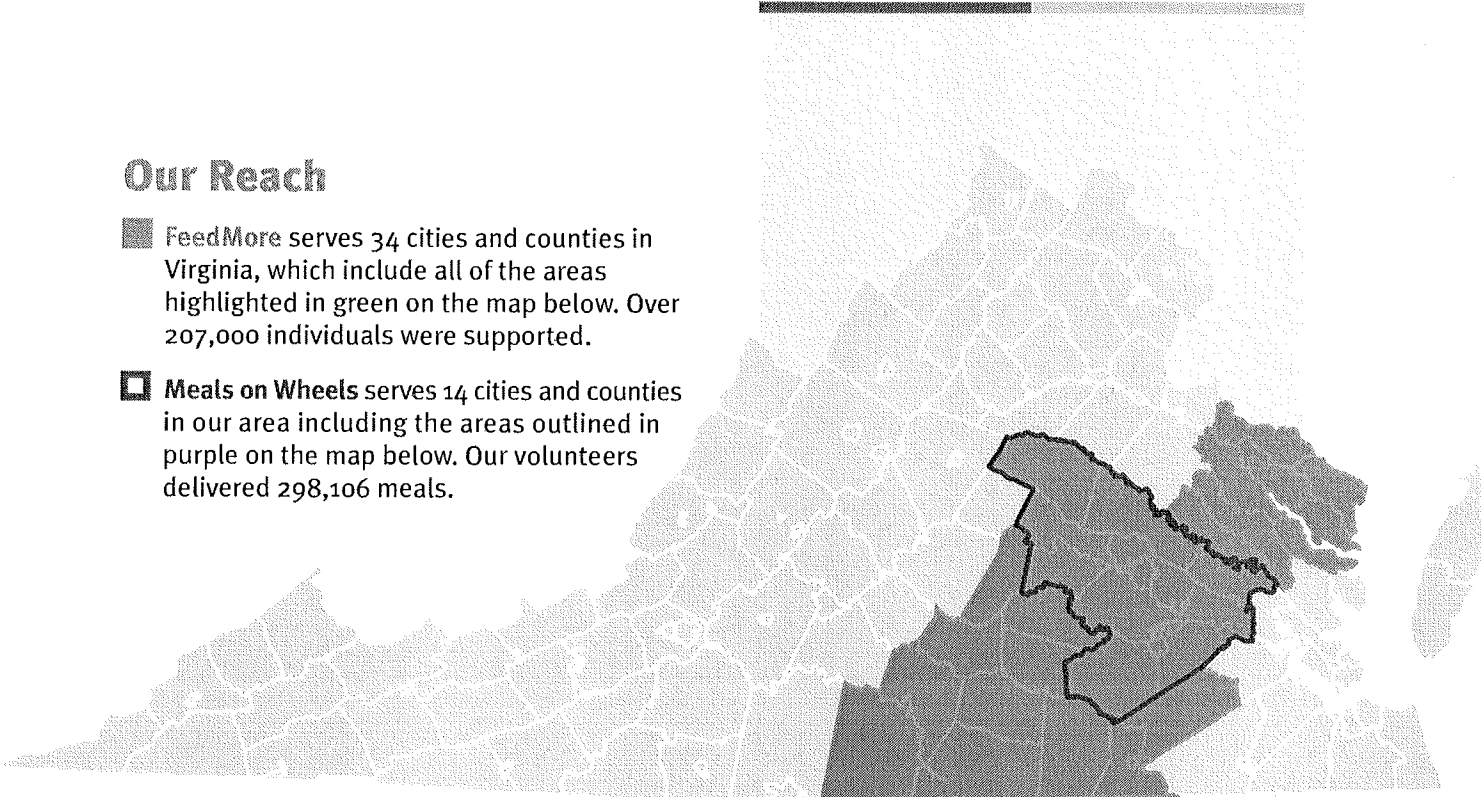 Our Reach
FeedMore serves 34 cities and counties in
Virginia, which include all of the areas
highlighted in green on the map below. Over
207,000 individuals were supported.
Meals on Wheels serves 14 cities and counties
in our area including the areas outlined in
purple on the map below. Our volunteers
delivered 298,106 meals.